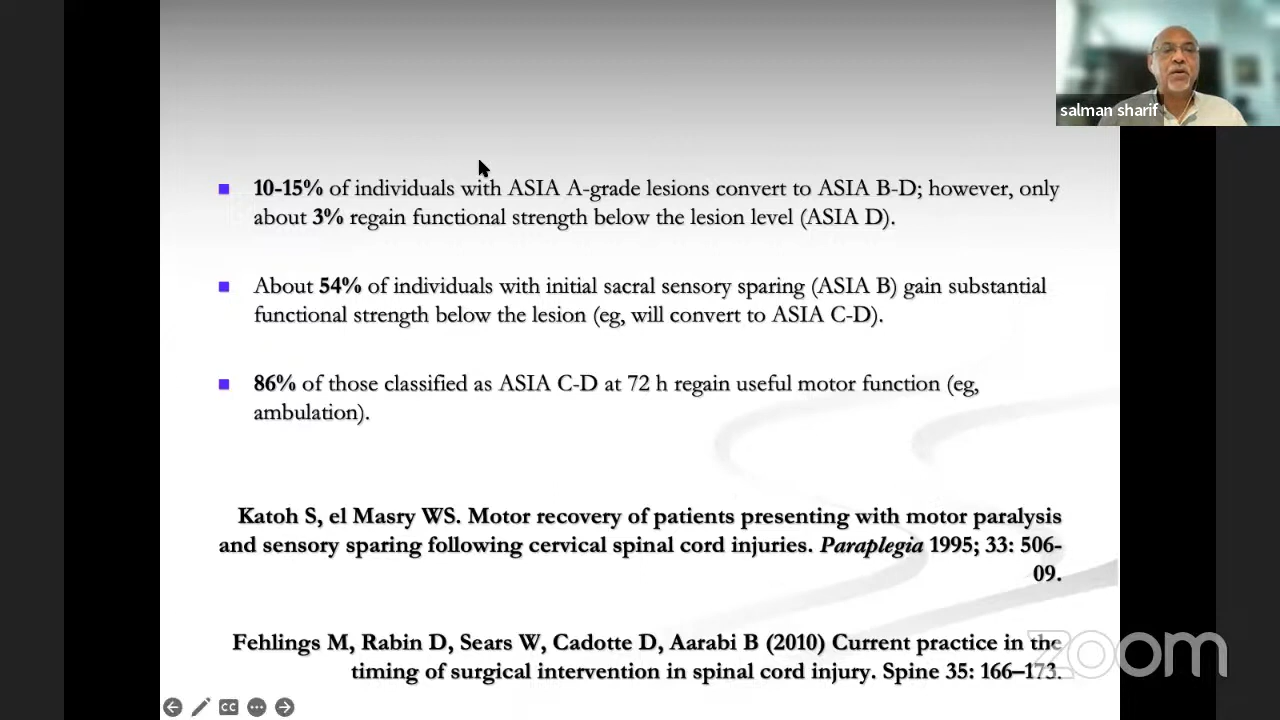 salman sharif
10-15% of individuals with ASIA A-grade lesions convert to ASIA B-D; however, only
about 3% regain functional strength below the lesion level (ASIA D).
About 54% of individuals with initial sacral sensory sparing (ASIA B) gain substantial
functional strength below the lesion (eg, will convert to ASIA C-D).
86% of those classified as ASIA C-D at 72 h regain useful motor function (eg,
ambulation).
Katoh S, el Masry WS. Motor recovery of patients presenting with motor paralysis
and sensory sparing following cervical spinal cord injuries. Paraplegia 1995; 33: 506-
09.
Fehlings M, Rabin D, Sears W, Cadotte D, Aarabi B (2010) Current practice in the
timing of surgical intervention in spinal cord injury. Spine 35: 166–173.
zoom
CC